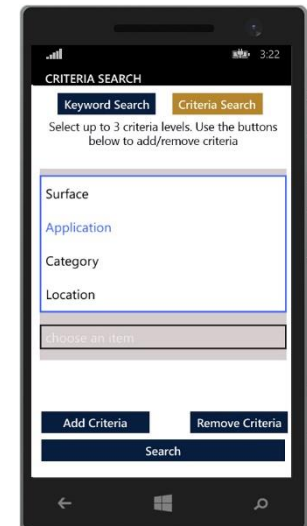 3:22
CRITERIA SEARCH
Keyword Search
Criteria Search
Select up to 3 criteria levels. Use the buttons
below to add/remove criteria
Surface
Application
Category
Location
choose an item
Add Criteria
Remove Criteria
Search